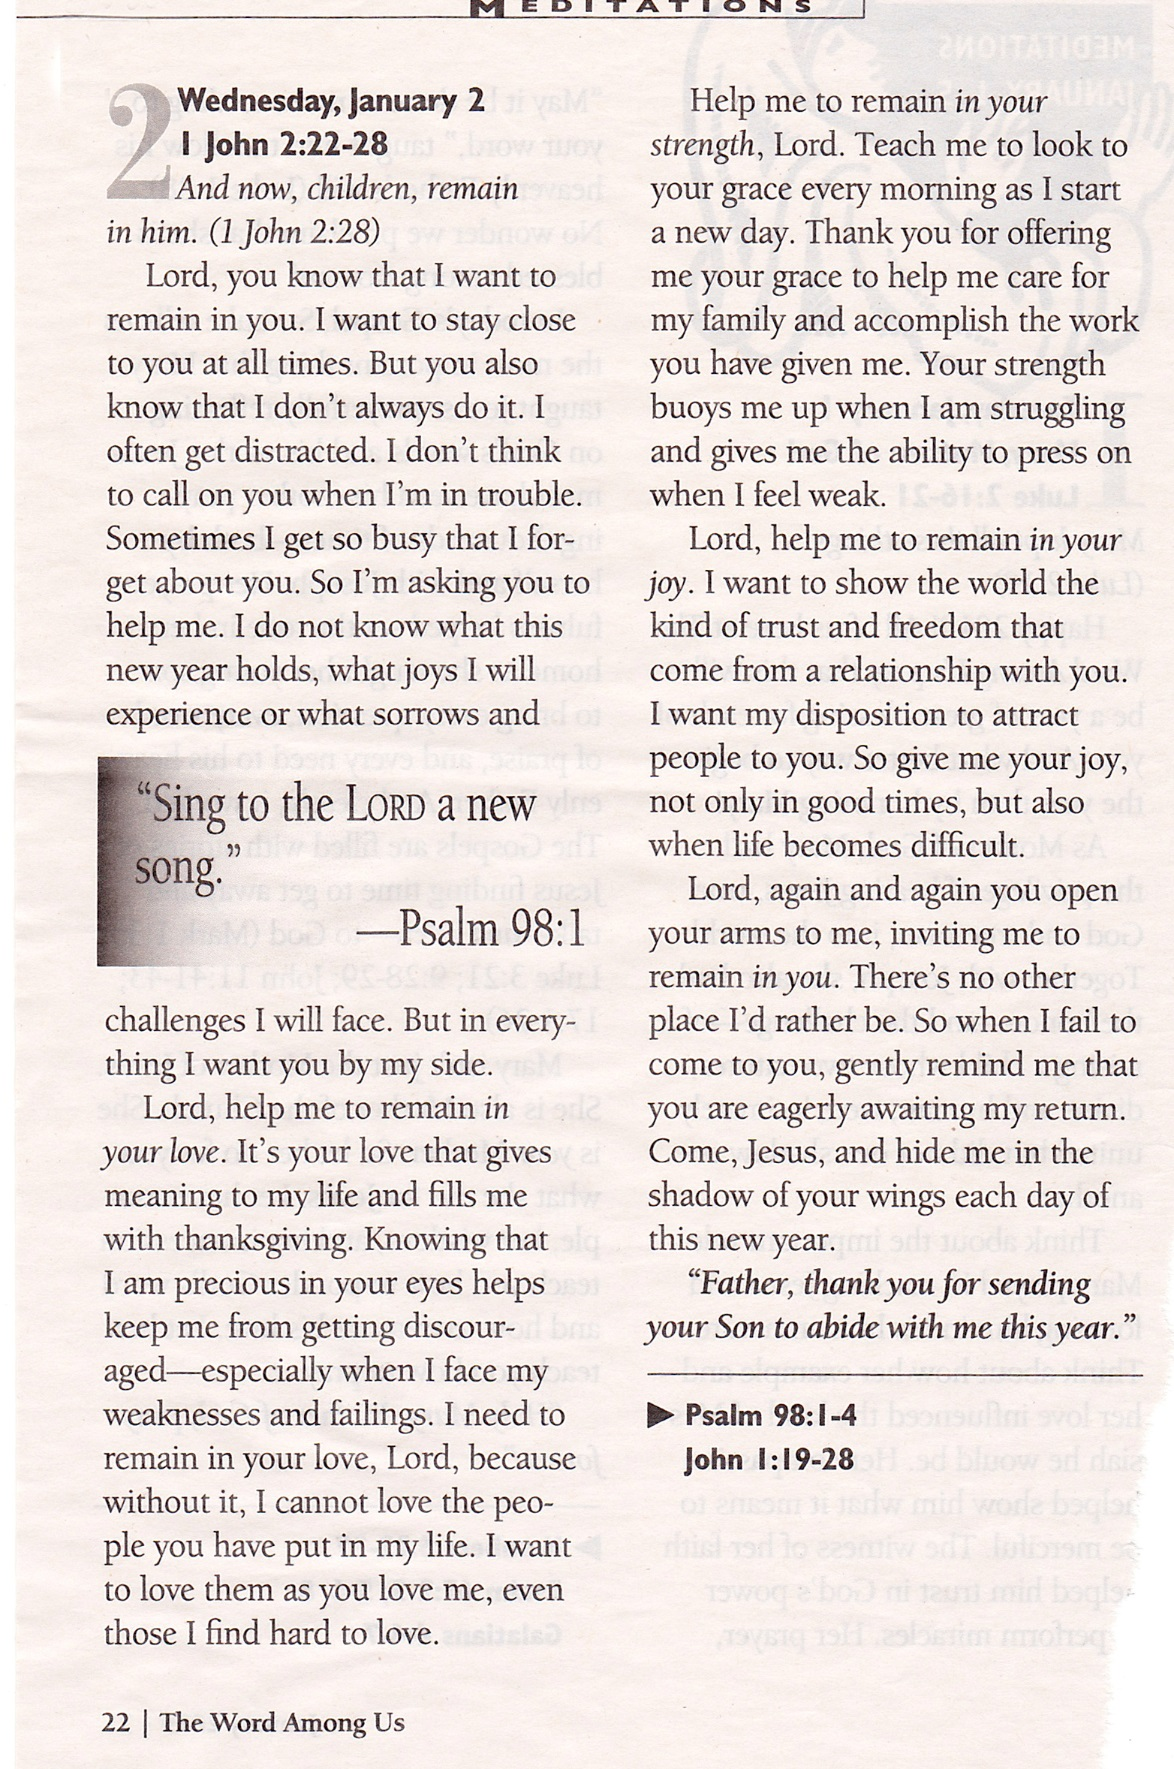 MEDITATIONS
2
Wednesday, January 2
1 John 2:22-28
And now, children, remain
in him. (1 John 2:28)
Lord, you know that I want to
remain in you. I want to stay close
to you at all times. But you also
know that I don't always do it. I
often get distracted. I don't think
to call on you when I'm in trouble.
Sometimes I get so busy that I for-
get about you. So I'm asking you to
help me. I do not know what this
new year holds, what joys I will
experience or what sorrows and
“Sing to the LORD a new
song.”
—Psalm 98:1
challenges I will face. But in every-
thing I want you by my side.
Lord, help me to remain in
your love. It's your love that gives
meaning to my life and fills me
with thanksgiving. Knowing that
I am precious in your eyes helps
keep me from getting discour-
aged—especially when I face my
weaknesses and failings. I need to
remain in your love, Lord, because
without it, I cannot love the peo-
ple you have put in my life. I want
to love them as you love me, even
those I find hard to love.
Help me to remain in your
strength, Lord. Teach me to look to
your grace every morning as I start
a new day. Thank you for offering
me your grace to help me care for
my family and accomplish the work
you have given me. Your strength
buoys me up when I am struggling
and gives me the ability to press on
when I feel weak.
Lord, help me to remain in your
joy. I want to show the world the
kind of trust and freedom that
come from a relationship with you.
I want my disposition to attract
people to you. So give me your joy,
not only in good times, but also
when life becomes difficult.
Lord, again and again you open
your arms to me, inviting me to
remain in you. There's no other
place I'd rather be. So when I fail to
come to you, gently remind me that
you are eagerly awaiting my return.
Come, Jesus, and hide me in the
shadow of your wings each day of
this new year.
“Father, thank you for sending
your Son to abide with me this year.”
▶ Psalm 98:1-4
John 1:19-28
22 | The Word Among Us